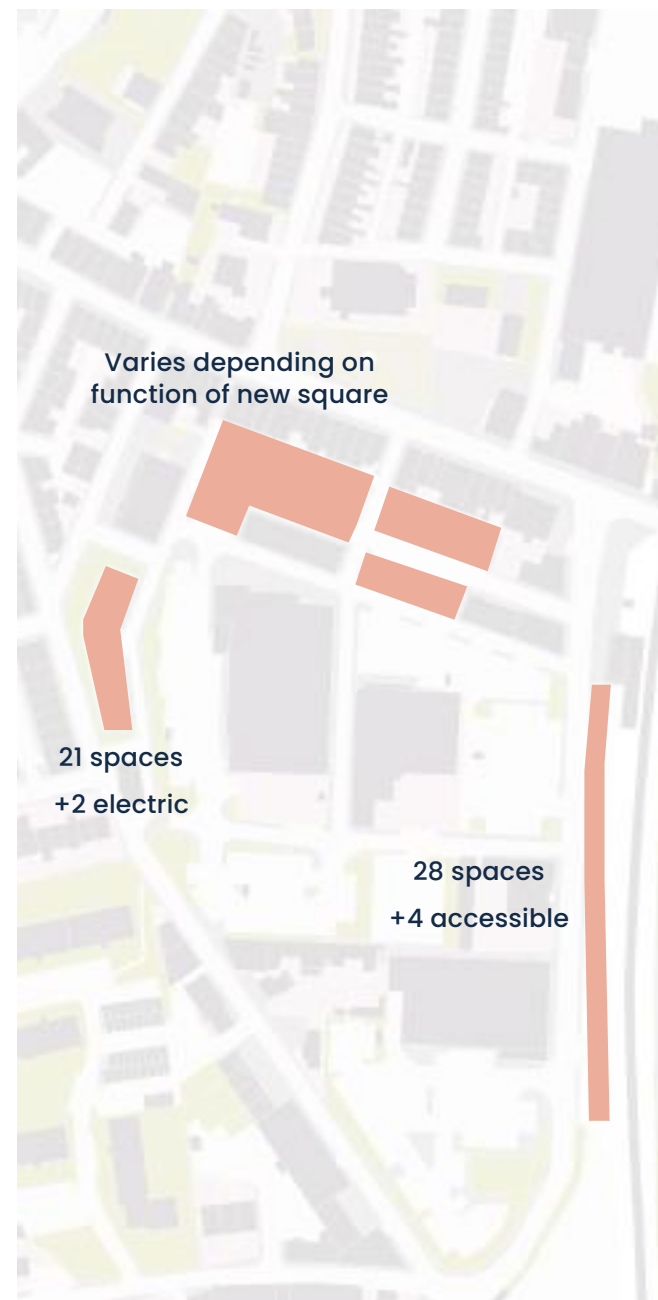 Varies depending on
function of new square
21 spaces
+2 electric
28 spaces
+4 accessible